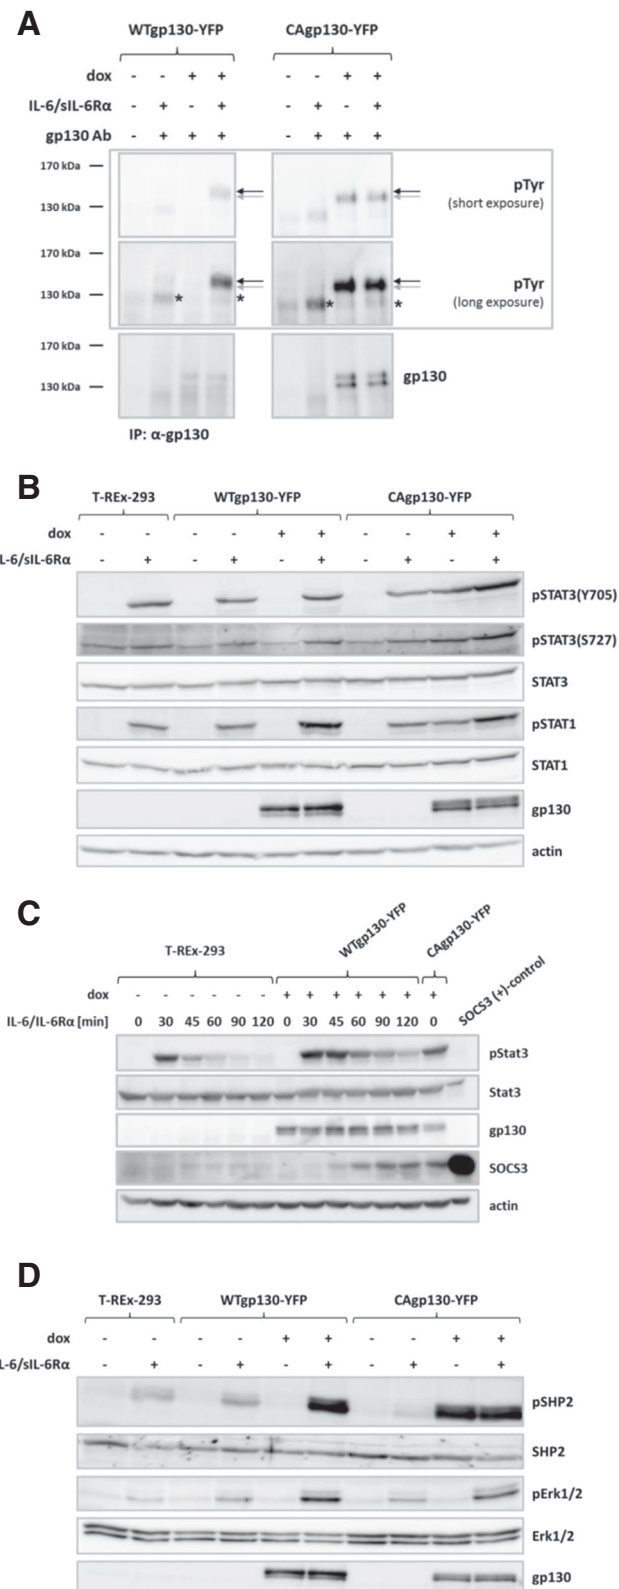 A
WTgp130-YFP CAgp130-YFP
dox - - + + - - + +
IL-6/sIL-6Rα - + - + - + - +
gp130 Ab - + + + - + + +
170 kDa
130 kDa
pTyr
(short exposure)
170 kDa
130 kDa
* * * *
pTyr
(long exposure)
170 kDa
130 kDa
gp130
IP: α-gp130
B
T-REx-293 WTgp130-YFP CAgp130-YFP
dox - - - - + + - - + +
L-6/sIL-6Rα - + - + - + - + - +
pSTAT3(Y705)
pSTAT3(S727)
STAT3
pSTAT1
STAT1
gp130
actin
C
T-REx-293 WTgp130-YFP CAgp130-YFP SOCS3 (+)-control
dox - - - - - - + + + + + + +
IL-6/IL-6Rα [min] 0 30 45 60 90 120 0 30 45 60 90 120 0
pStat3
Stat3
gp130
SOCS3
actin
D
T-REx-293 WTgp130-YFP CAgp130-YFP
dox - - - - + + - - + +
L-6/sIL-6Rα - + - + - + - + - +
pSHP2
SHP2
pErk1/2
Erk1/2
gp130